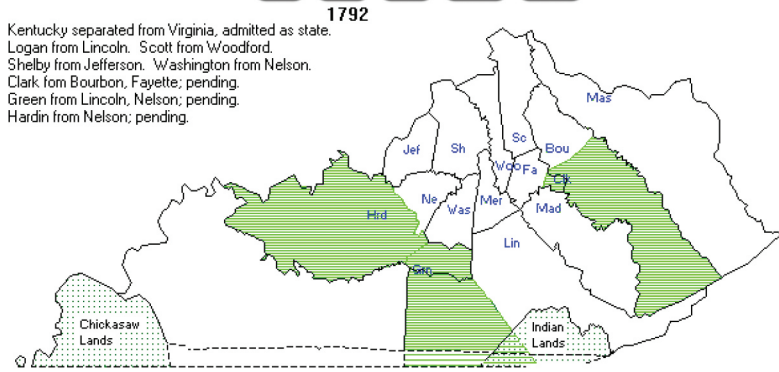 1792
Kentucky separated from Virginia, admitted as state.
Logan from Lincoln. Scott from Woodford.
Shelby from Jefferson. Washington from Nelson.
Clark fom Bourbon, Fayette; pending.
Green from Lincoln, Nelson; pending.
Hardin from Nelson; pending.
Mas
Sc
Jef
Sh
Bou
Woo
Fa
Clk
Ne
Was
Mer
Mad
Hrd
Lin
Grn
Chickasaw
Lands
Indian
Lands